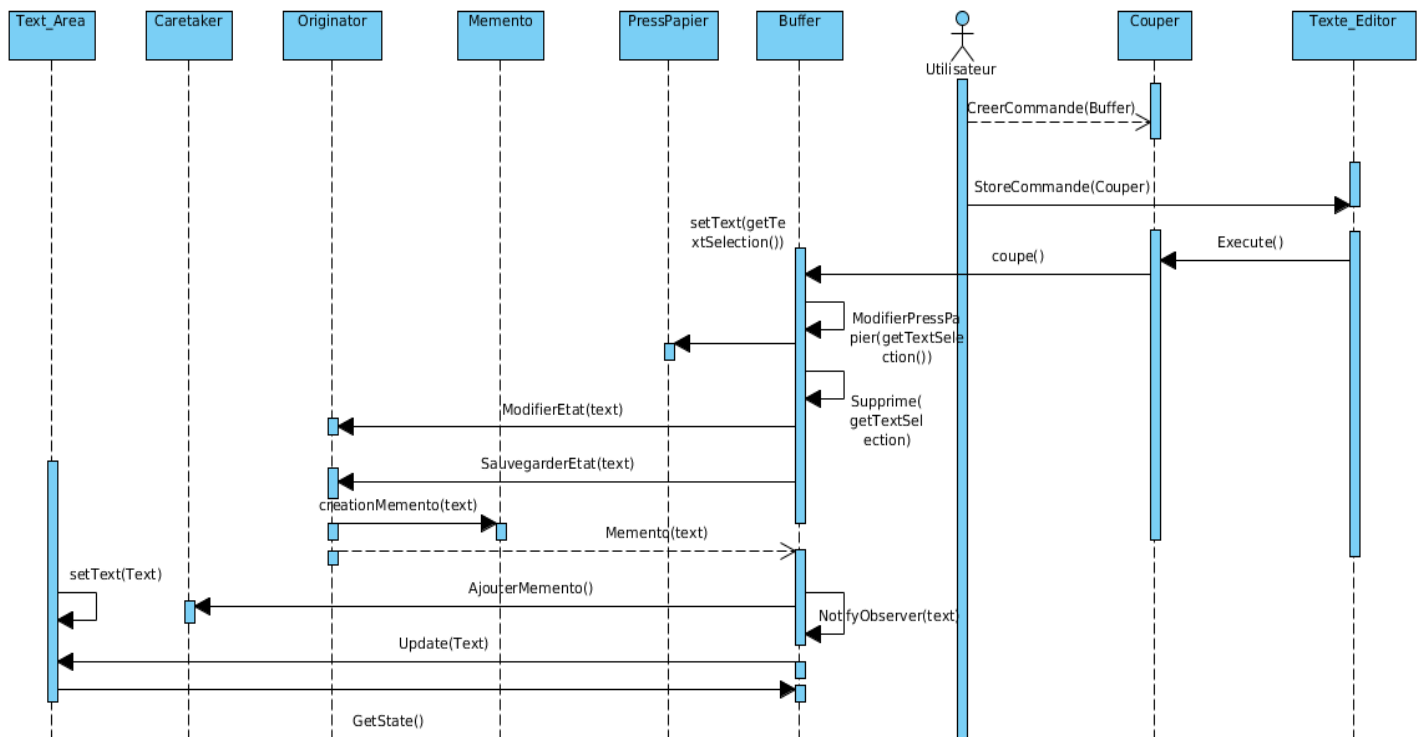 Text_Area
Caretaker
Originator
Memento
PressPapier
Buffer
Utilisateur
Couper
Texte_Editor
CreerCommande(Buffer)
StoreCommande(Couper)
setText(getTe
xtSelection())
Execute()
coupe()
ModifierPressPa
pier(getTextSele
ction())
Supprime(
getTextSel
ection)
ModifierEtat(text)
SauvegarderEtat(text)
creationMemento(text)
Memento(text)
setText(Text)
AjouterMemento()
NotifyObserver(text)
Update(Text)
GetState()